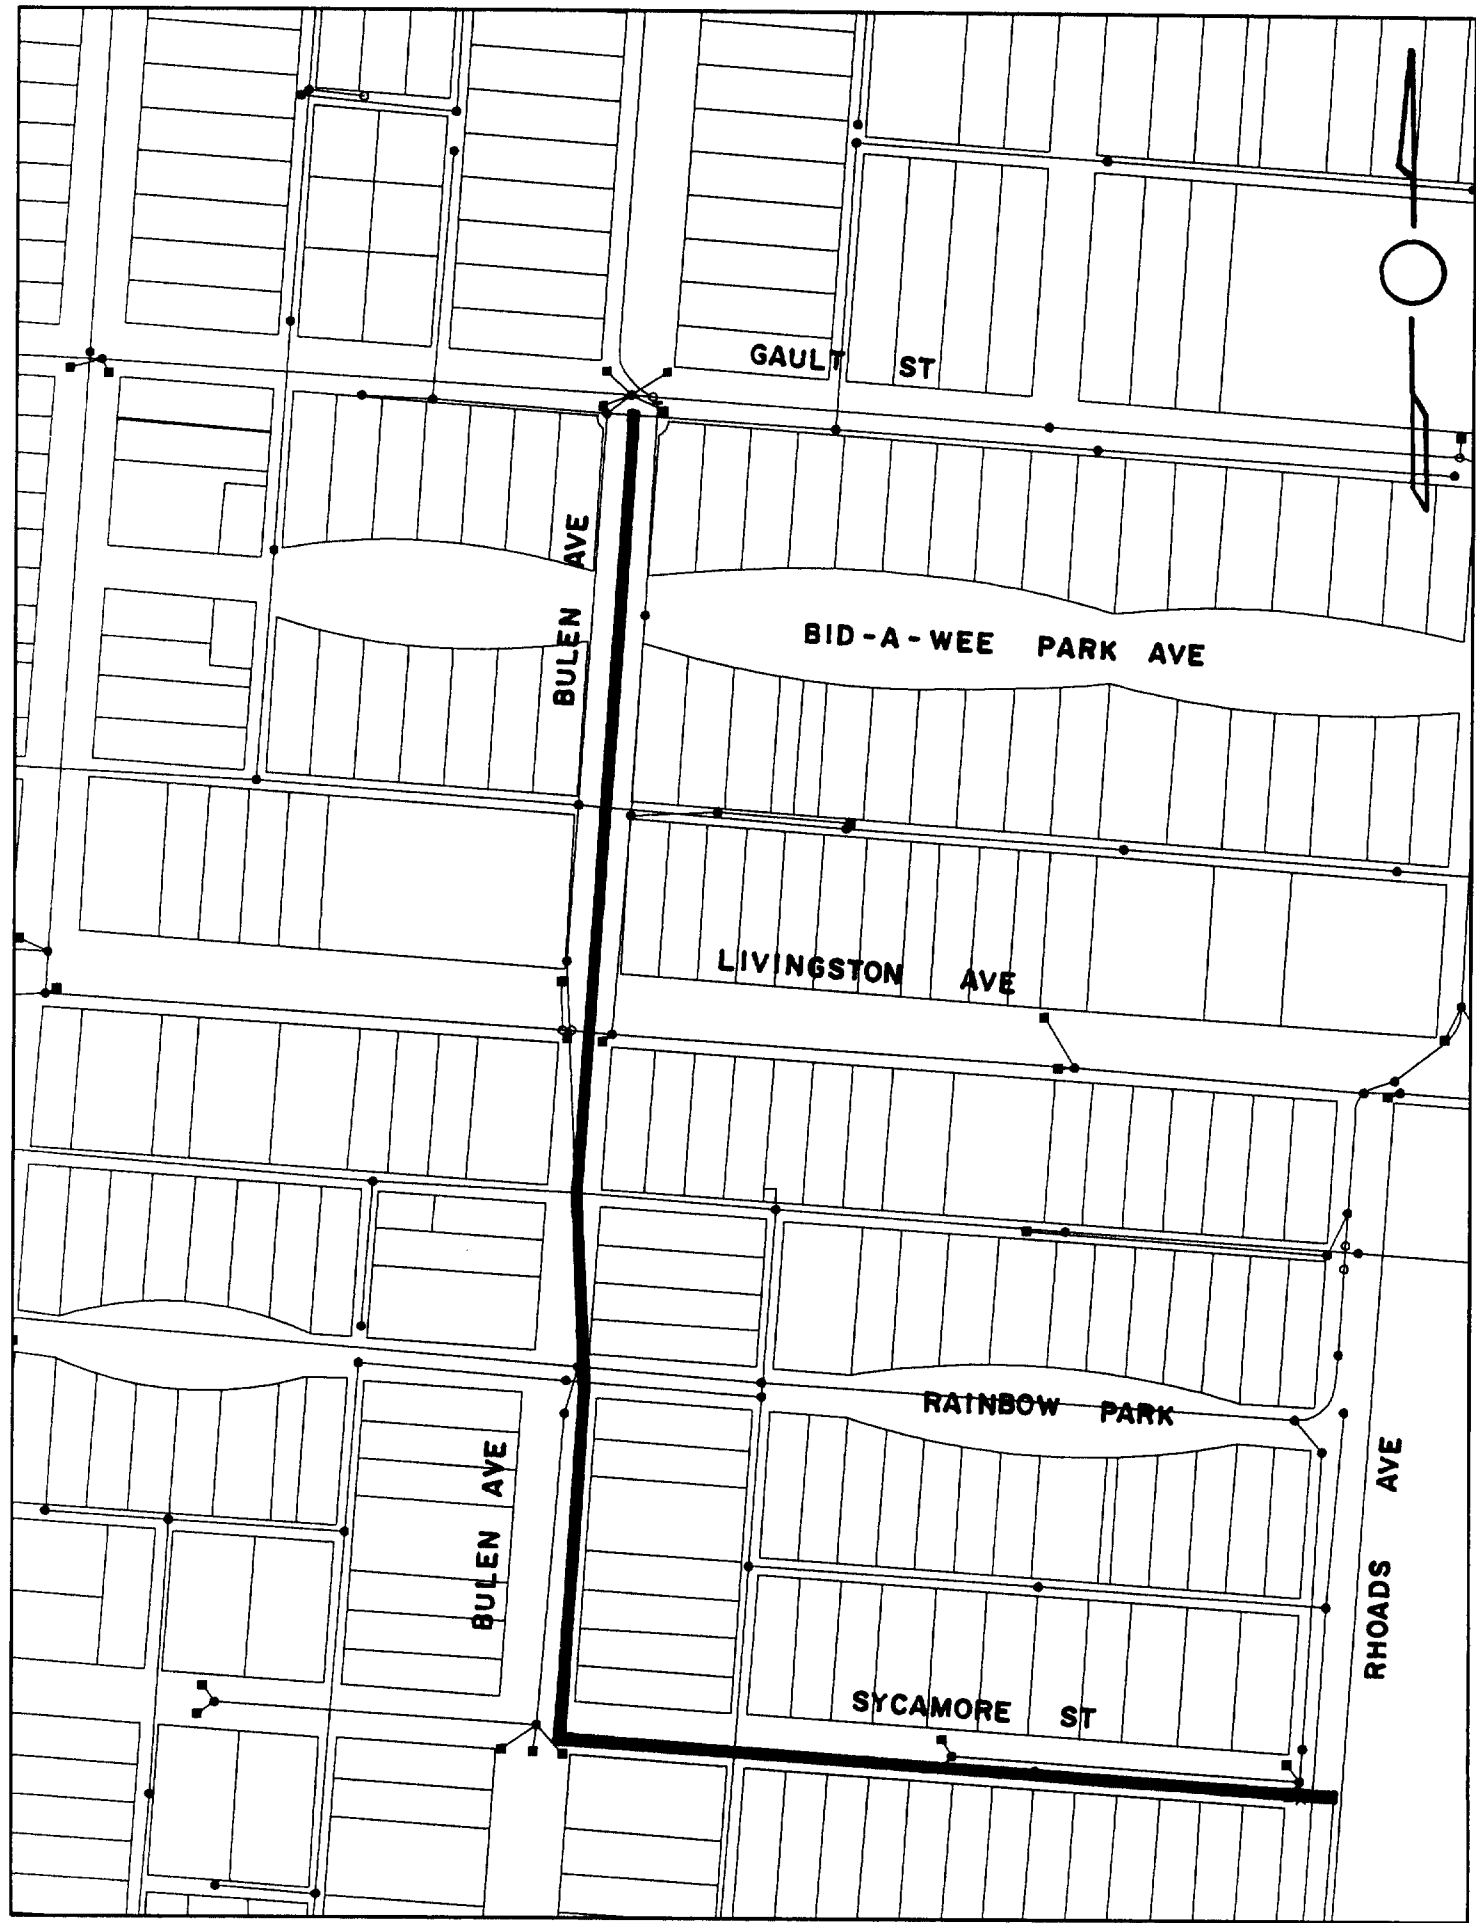 GAULT ST
BULEN AVE
BID-A-WEE PARK AVE
LIVINGSTON AVE
RAINBOW PARK
BULEN AVE
RHOADS AVE
SYCAMORE ST